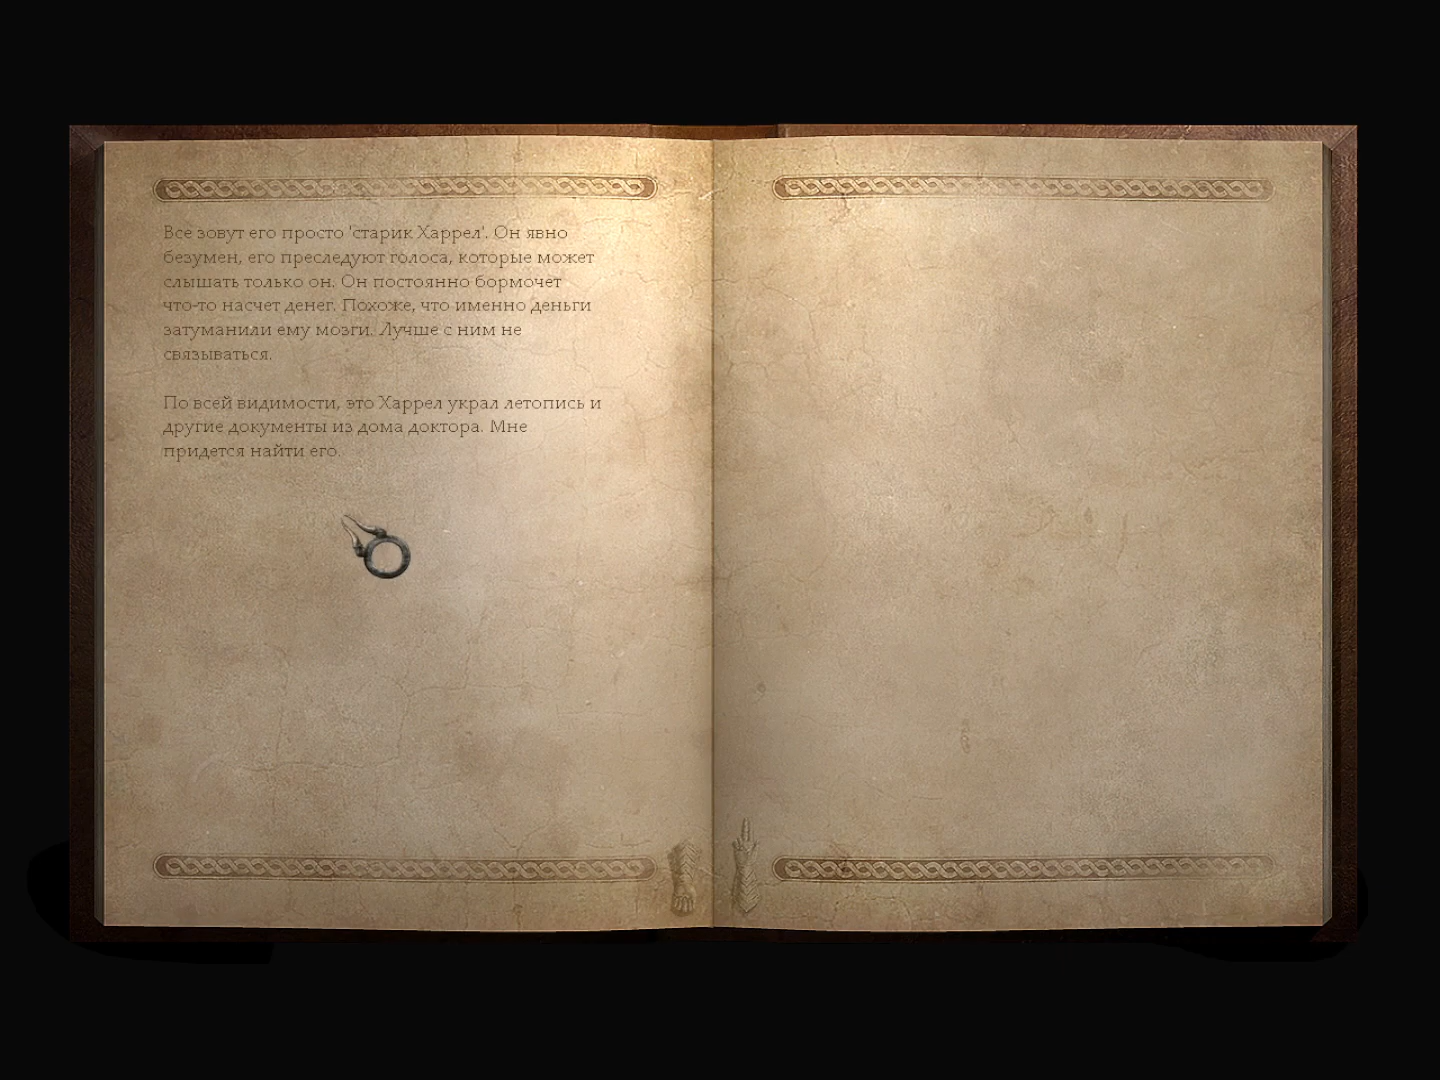 Все зовут его просто 'старик Харрел'. Он явно
безумен, его преследуют голоса, которые может
слышать только он. Он постоянно бормочет
что-то насчет денег. Похоже, что именно деньги
затуманили ему мозги. Лучше с ним не
связываться.
По всей видимости, это Харрел украл летопись и
другие документы из дома доктора. Мне
придется найти его.